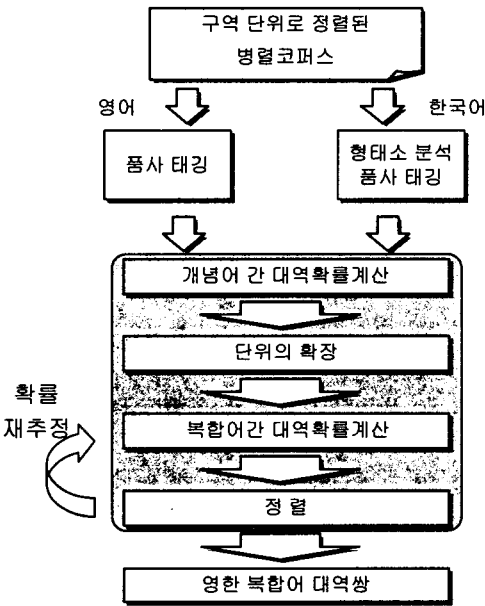 구역 단위로 정렬된
병렬코퍼스
영어
한국어
품사 태깅
형태소 분석
품사 태깅
개념어 간 대역확률계산
단위의 확장
확률
재추정
복합어간 대역확률계산
정 렬
영한 복합어 대역쌍